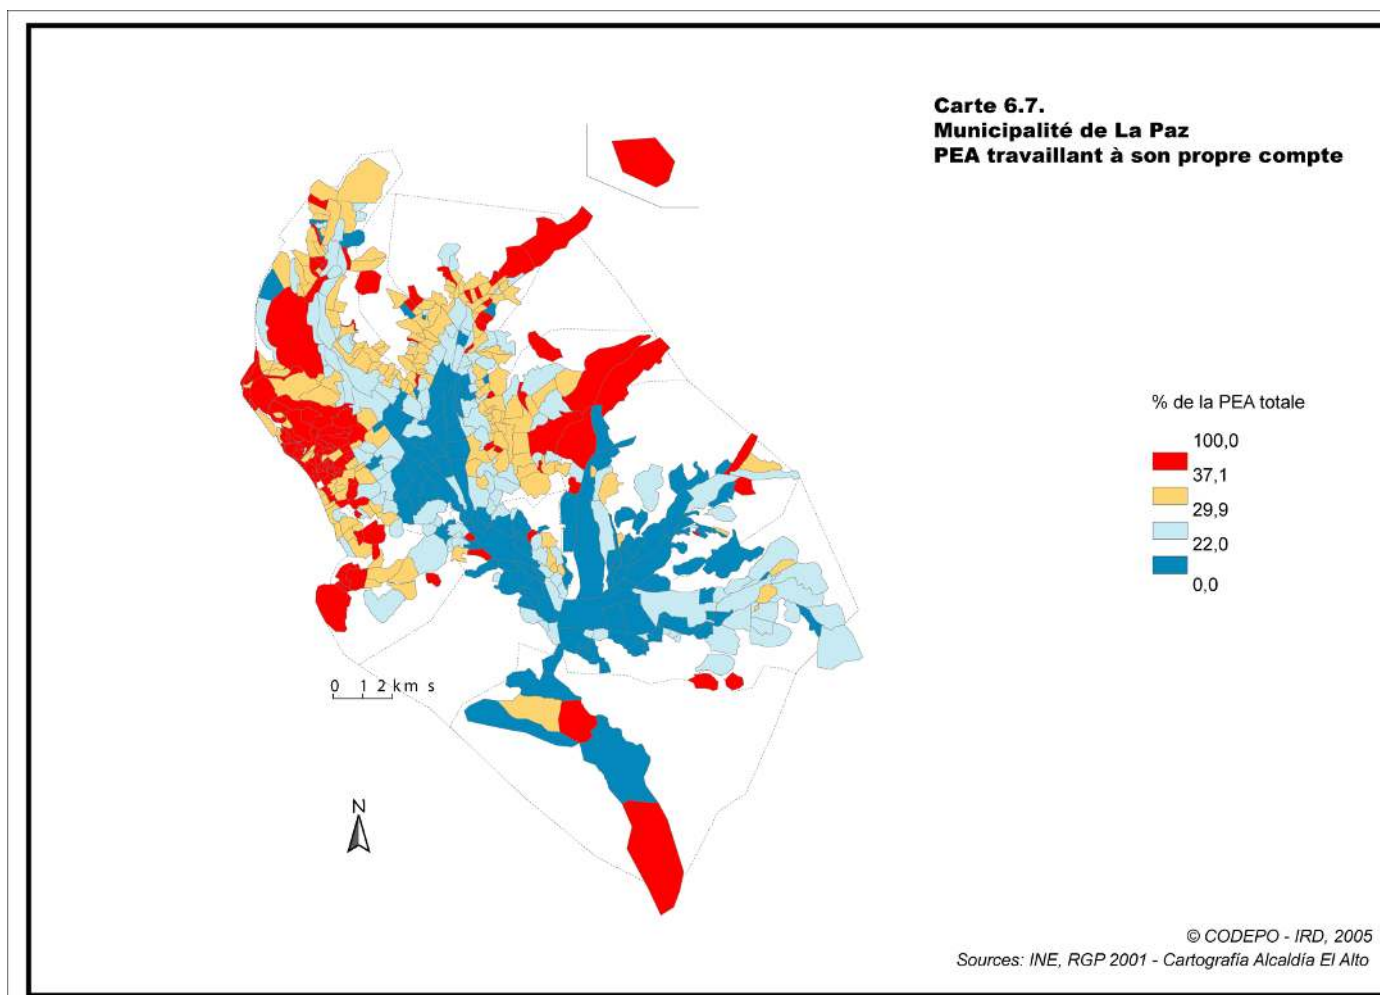 Carte 6.7.
Municipalité de La Paz
PEA travaillant à son propre compte
% de la PEA totale
100,0
37,1
29,9
22,0
0,0
0 1 2 km s
N
© CODEPO - IRD, 2005
Sources: INE, RGP 2001 - Cartografía Alcaldía El Alto